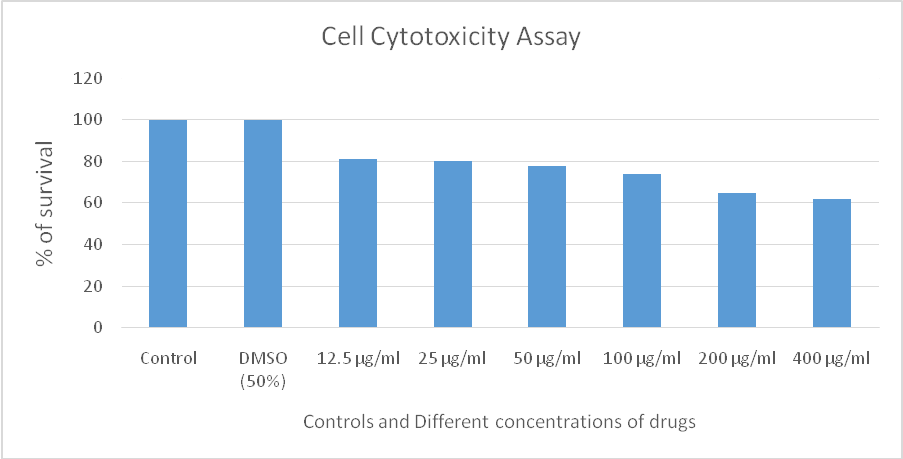 Cell Cytotoxicity Assay
120
100
80
60
40
20
0
% of survival
Control
DMSO
(50%)
12.5 µg/ml
25 µg/ml
50 µg/ml
100 µg/ml
200 µg/ml
400 µg/ml
Controls and Different concentrations of drugs